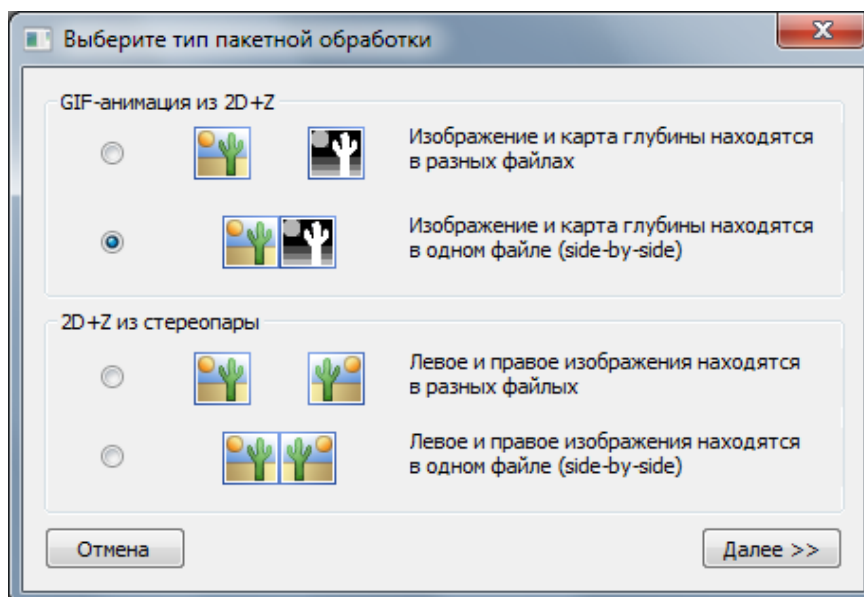 Выберите тип пакетной обработки
GIF-анимация из 2D+Z
Изображение и карта глубины находятся
в разных файлах
Изображение и карта глубины находятся
в одном файле (side-by-side)
2D+Z из стереопары
Левое и правое изображения находятся
в разных файлых
Левое и правое изображения находятся
в одном файле (side-by-side)
Отмена
Далее >>